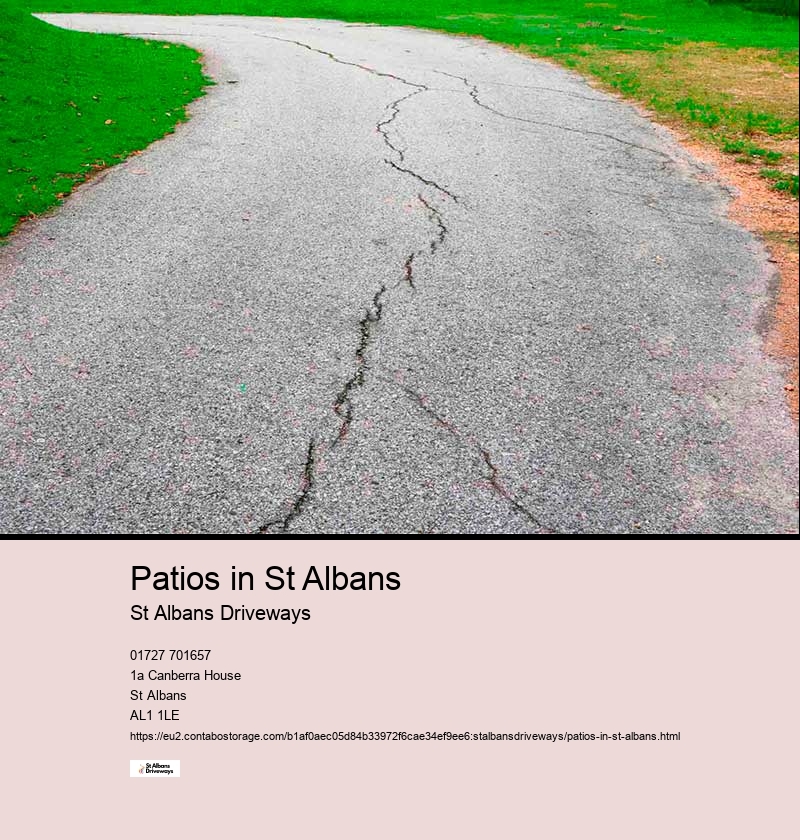 Patios in St Albans
St Albans Driveways
01727 701657
1a Canberra House
St Albans
AL1 1LE
https://eu2.contabostorage.com/b1af0aec05d84b33972f6cae34ef9ee6:stalbansdriveways/patios-in-st-albans.html
St Albans
Driveways